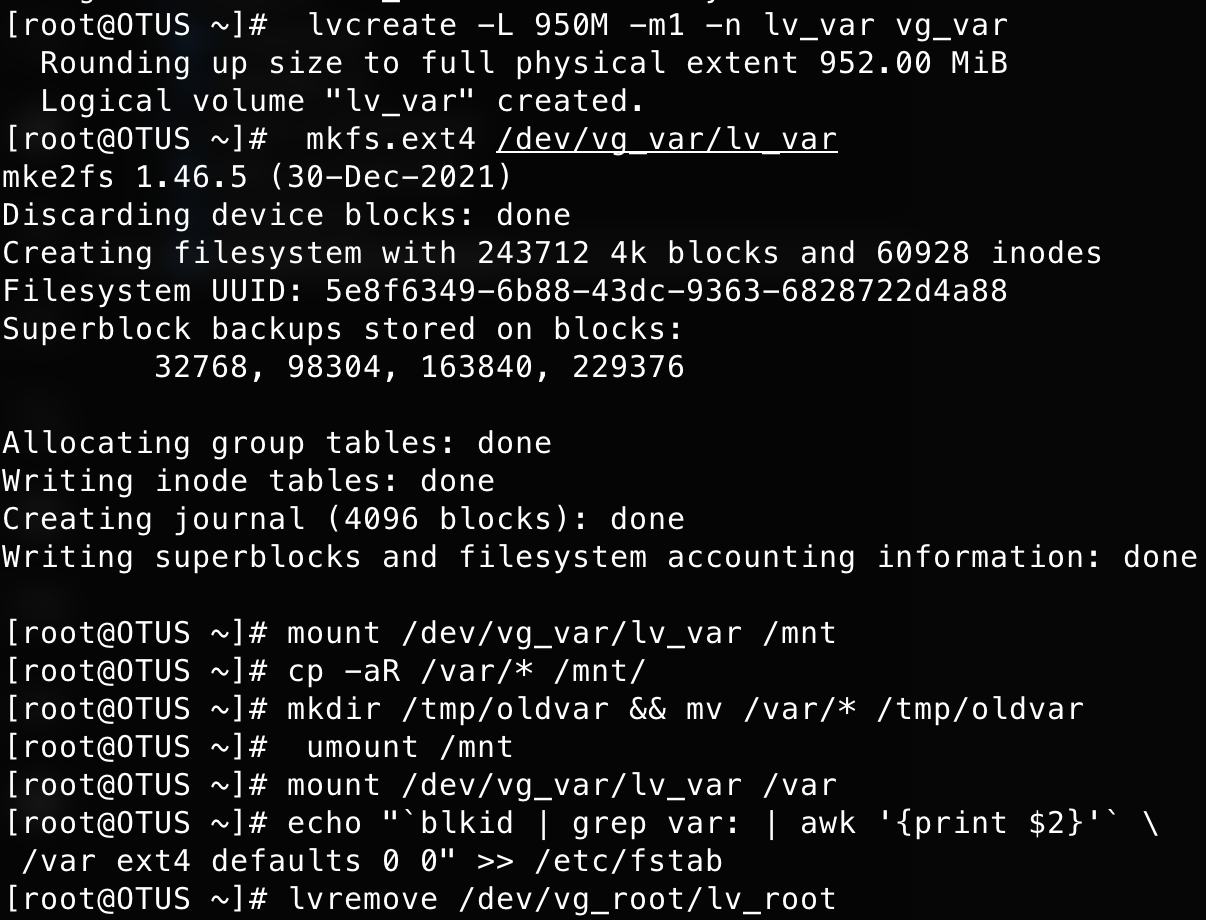 [root@OTUS ~]#  lvcreate -L 950M -m1 -n lv_var vg_var
  Rounding up size to full physical extent 952.00 MiB
  Logical volume "lv_var" created.
[root@OTUS ~]#  mkfs.ext4 /dev/vg_var/lv_var
mke2fs 1.46.5 (30-Dec-2021)
Discarding device blocks: done
Creating filesystem with 243712 4k blocks and 60928 inodes
Filesystem UUID: 5e8f6349-6b88-43dc-9363-6828722d4a88
Superblock backups stored on blocks:
        32768, 98304, 163840, 229376
Allocating group tables: done
Writing inode tables: done
Creating journal (4096 blocks): done
Writing superblocks and filesystem accounting information: done
[root@OTUS ~]# mount /dev/vg_var/lv_var /mnt
[root@OTUS ~]# cp -aR /var/* /mnt/
[root@OTUS ~]# mkdir /tmp/oldvar && mv /var/* /tmp/oldvar
[root@OTUS ~]#  umount /mnt
[root@OTUS ~]# mount /dev/vg_var/lv_var /var
[root@OTUS ~]# echo "`blkid | grep var: | awk '{print $2}'` \
 /var ext4 defaults 0 0" >> /etc/fstab
[root@OTUS ~]# lvremove /dev/vg_root/lv_root